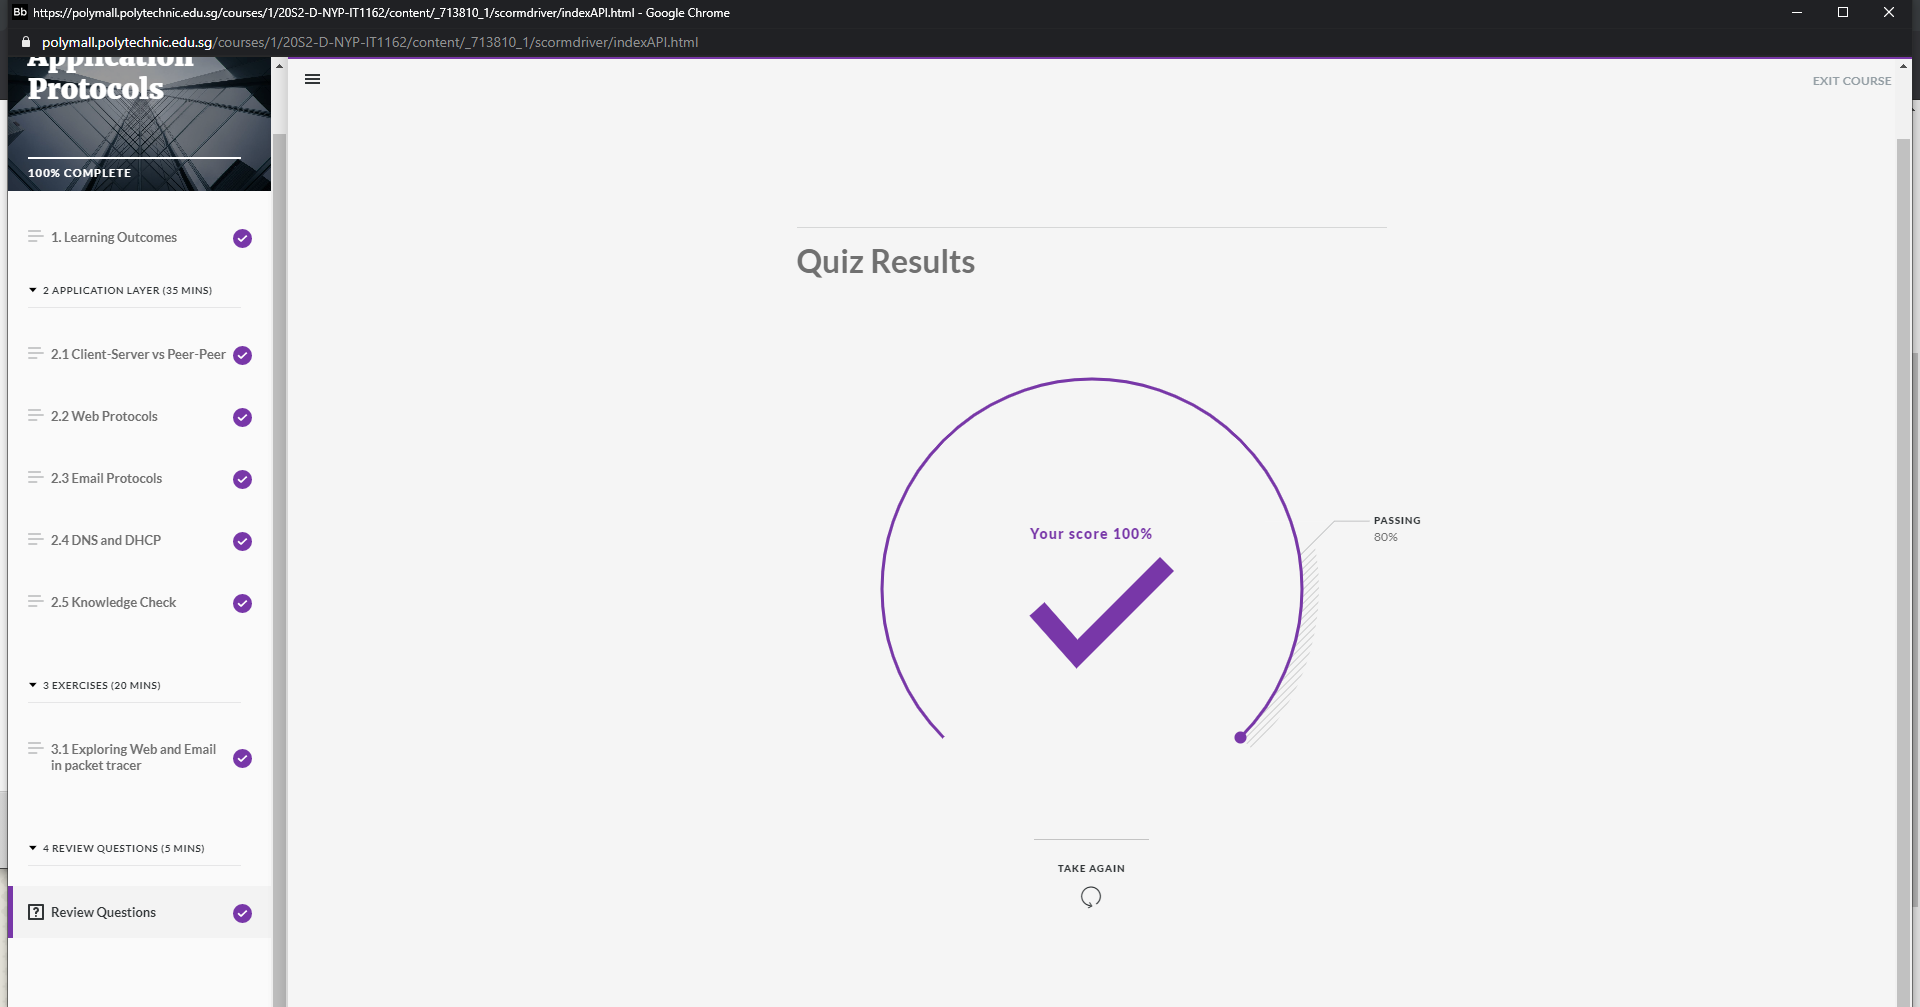 Bb https://polymall.polytechnic.edu.sg/courses/1/20S2-D-NYP-IT1162/content/_713810_1/scormdriver/indexAPI.html - Google Chrome
polymall.polytechnic.edu.sg/courses/1/20S2-D-NYP-IT1162/content/_713810_1/scormdriver/indexAPI.html
Application
Protocols
100% COMPLETE
1. Learning Outcomes
2 APPLICATION LAYER (35 MINS)
2.1 Client-Server vs Peer-Peer
2.2 Web Protocols
2.3 Email Protocols
2.4 DNS and DHCP
2.5 Knowledge Check
3 EXERCISES (20 MINS)
3.1 Exploring Web and Email
in packet tracer
4 REVIEW QUESTIONS (5 MINS)
Review Questions
EXIT COURSE
Quiz Results
Your score 100%
PASSING
80%
TAKE AGAIN